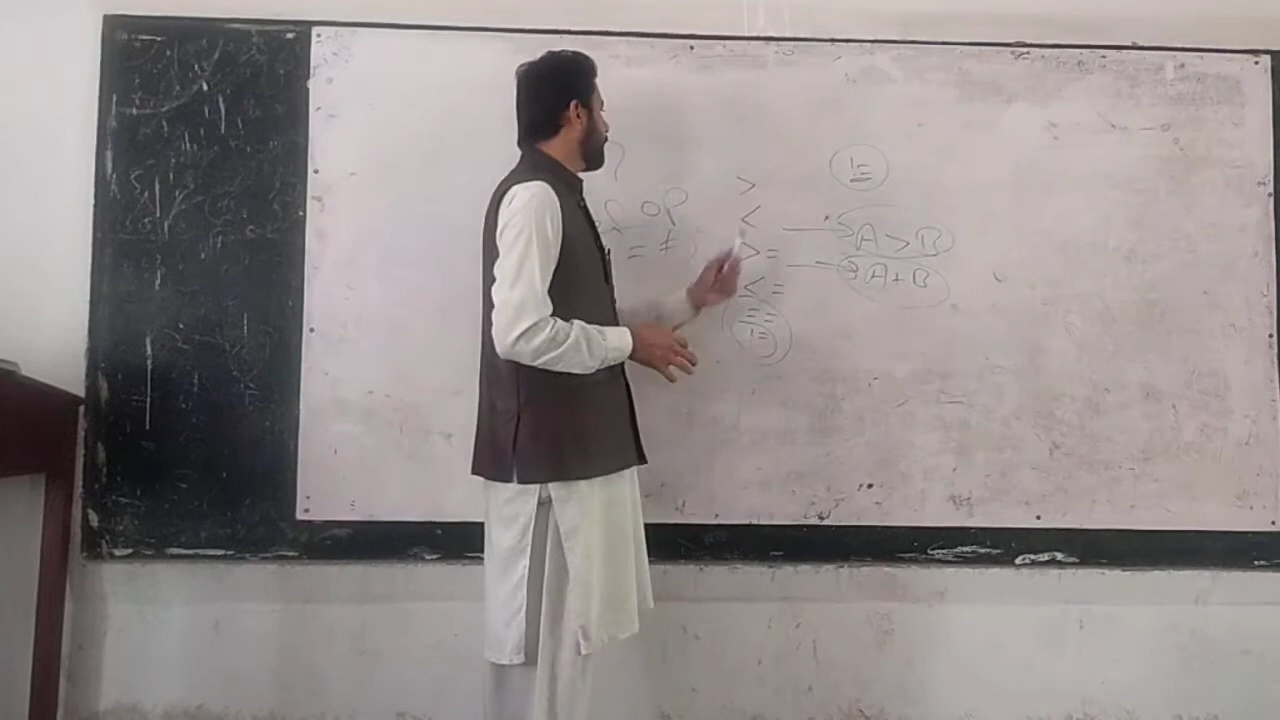 op
= ≠
>
<
>=
<=
==
!=
!=
A > B
A + B